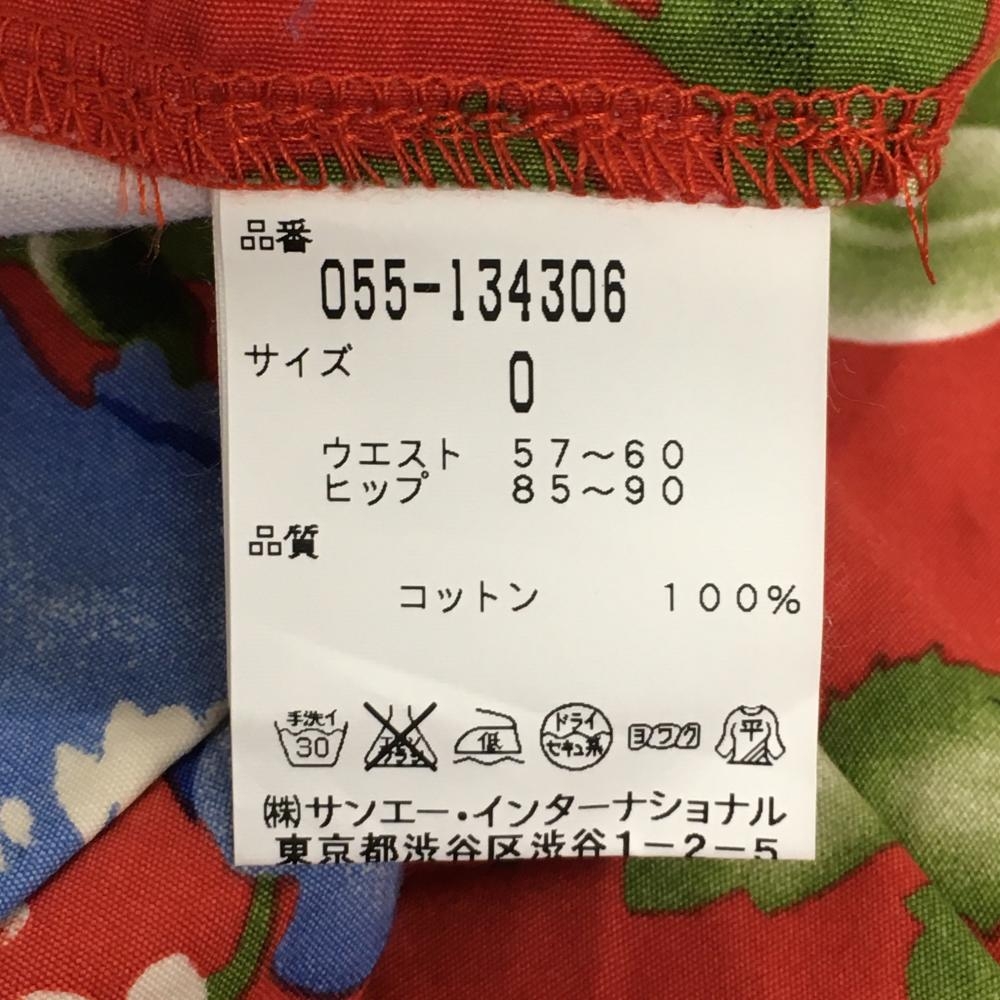 品番
055-134306
サイズ
0
ウエスト 57～60
ヒップ 85～90
品質
コットン 100%
手洗イ 30 低 ドライ セキユ系 ヨワク 平
㈱サンエー・インターナショナル
東京都渋谷区渋谷1-2-5